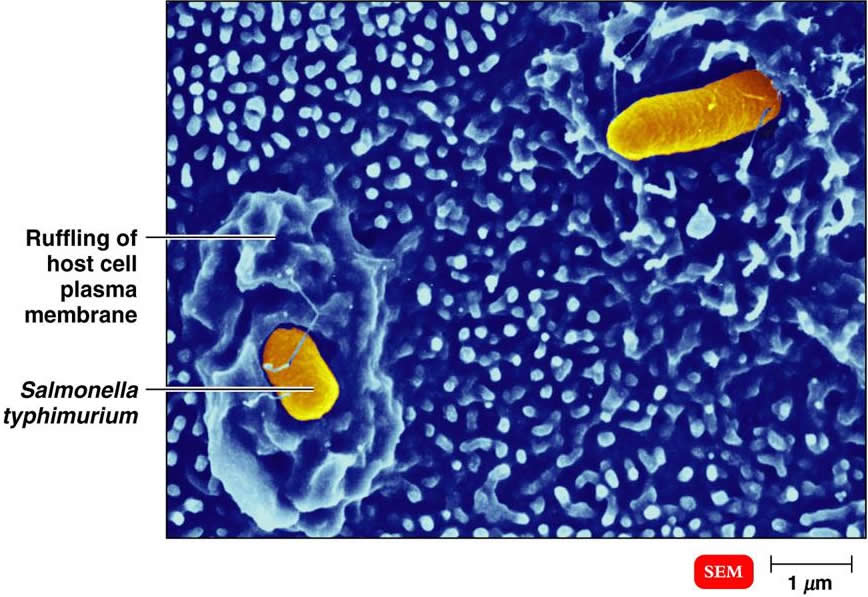 Ruffling of
host cell
plasma
membrane
Salmonella
typhimurium
SEM
1 μm